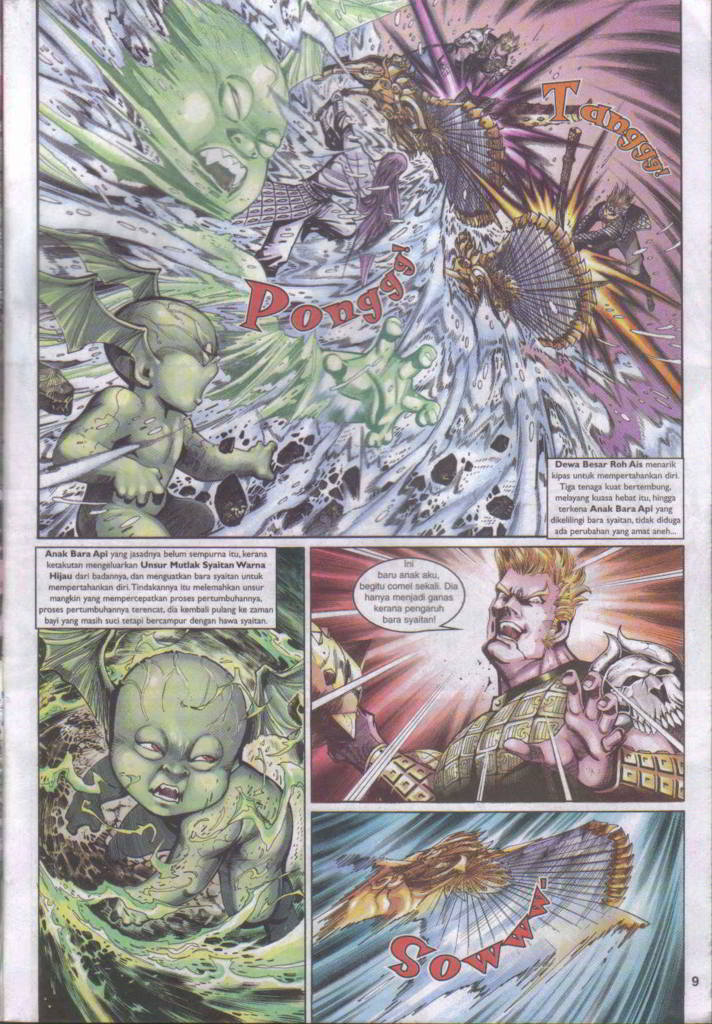 Tanggg!
Ponggg!
Dewa Besar Roh Ais menarik
kipas untuk mempertahankan diri.
Tiga tenaga kuat bertembung,
melayang kuasa hebat itu, hingga
terkena Anak Bara Api yang
dikelilingi bara syaitan, tidak diduga
ada perubahan yang amat aneh...
Anak Bara Api yang jasadnya belum sempurna itu, kerana
ketakutan mengeluarkan Unsur Mutlak Syaitan Warna
Hijau dari badannya, dan menguatkan bara syaitan untuk
mempertahankan diri. Tindakannya itu melemahkan unsur
mangkin yang mempercepatkan proses pertumbuhannya,
proses pertumbuhannya terencat, dia kembali pulang ke zaman
bayi yang masih suci tetapi bercampur dengan hawa syaitan.
Ini
baru anak aku,
begitu comel sekali. Dia
hanya menjadi ganas
kerana pengaruh
bara syaitan!
Sowww!
9